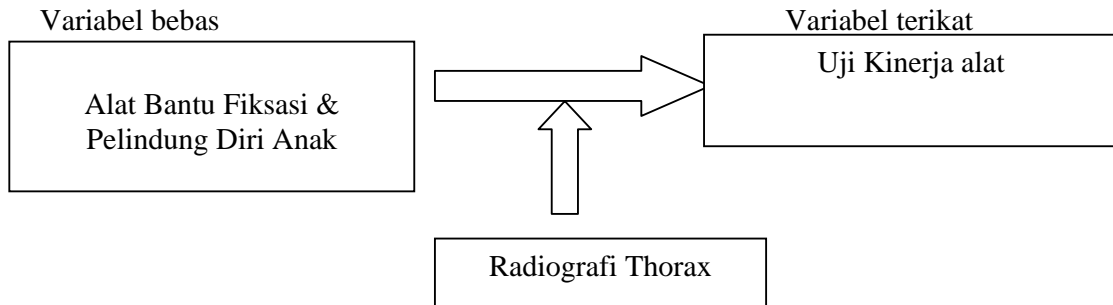 Variabel bebas
Variabel terikat
Alat Bantu Fiksasi &
Pelindung Diri Anak
Uji Kinerja alat
Radiografi Thorax